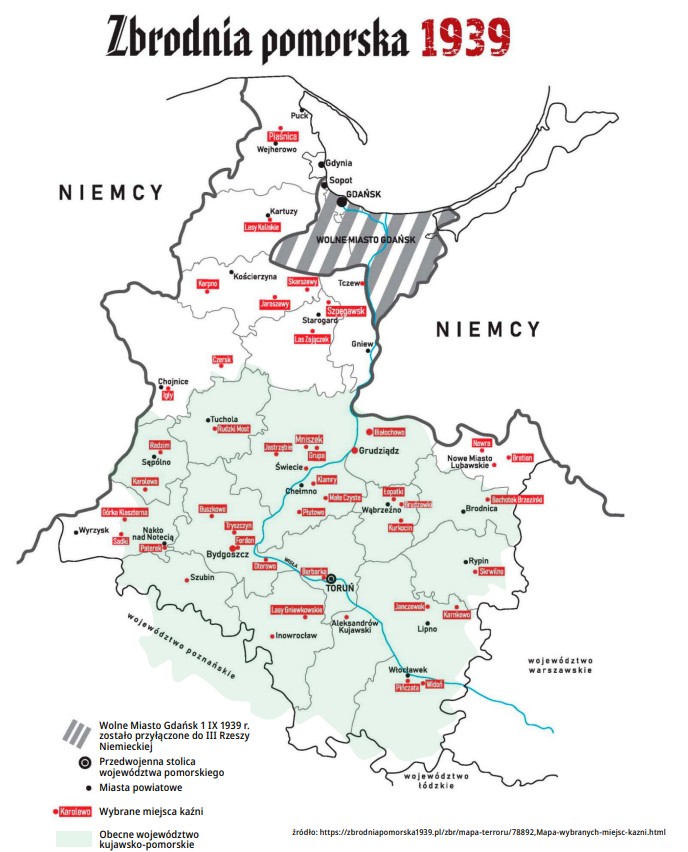 Zbrodnia pomorska 1939
Puck
Piaśnica
Wejherowo
Gdynia
Sopot
GDAŃSK
NIEMCY
Kartuzy
Lasy Kaliskie
WOLNE MIASTO GDAŃSK
Kościerzyna
Karpno
Skarszewy
Tczew
Jaroszewy
Szpęgawsk
Starogard
NIEMCY
Las Zajączek
Gniew
Czersk
Chojnice
Igły
Tuchola
Rudzki Most
Białochowo
Radzim
Sępólno
Mniszek
Jastrzębie
Grupa
Grudziądz
Nawra
Nowe Miasto
Lubawskie
Bratian
Świecie
Karolewo
Klamry
Chełmno
Małe Czyste
Łopatki
Wąbrzeźno
Bachotek Brzezinki
Brodnica
Górka Klasztorna
Buszkowo
Płutowo
Kurkocin
Wyrzysk
Sadki
Nakło
nad Notecią
Paterek
Tryszczyn
Fordon
Bydgoszcz
Otorowo
WISŁA
Barbarka
TORUŃ
Rypin
Skrwilno
Szubin
Lasy Gniewkowskie
Aleksandrów
Kujawski
Inowrocław
Janczewek
Karnkowo
Lipno
województwo poznańskie
Włocławek
Pińczata
Widoń
województwo
warszawskie
województwo
łódzkie
Wolne Miasto Gdańsk 1 IX 1939 r.
zostało przyłączone do III Rzeszy
Niemieckiej
Przedwojenna stolica
województwa pomorskiego
Miasta powiatowe
Karolewo
Wybrane miejsca kaźni
Obecne województwo
kujawsko-pomorskie
źródło: https://zbrodniapomorska1939.pl/zbr/mapa-terroru/78892,Mapa-wybranych-miejsc-kazni.html